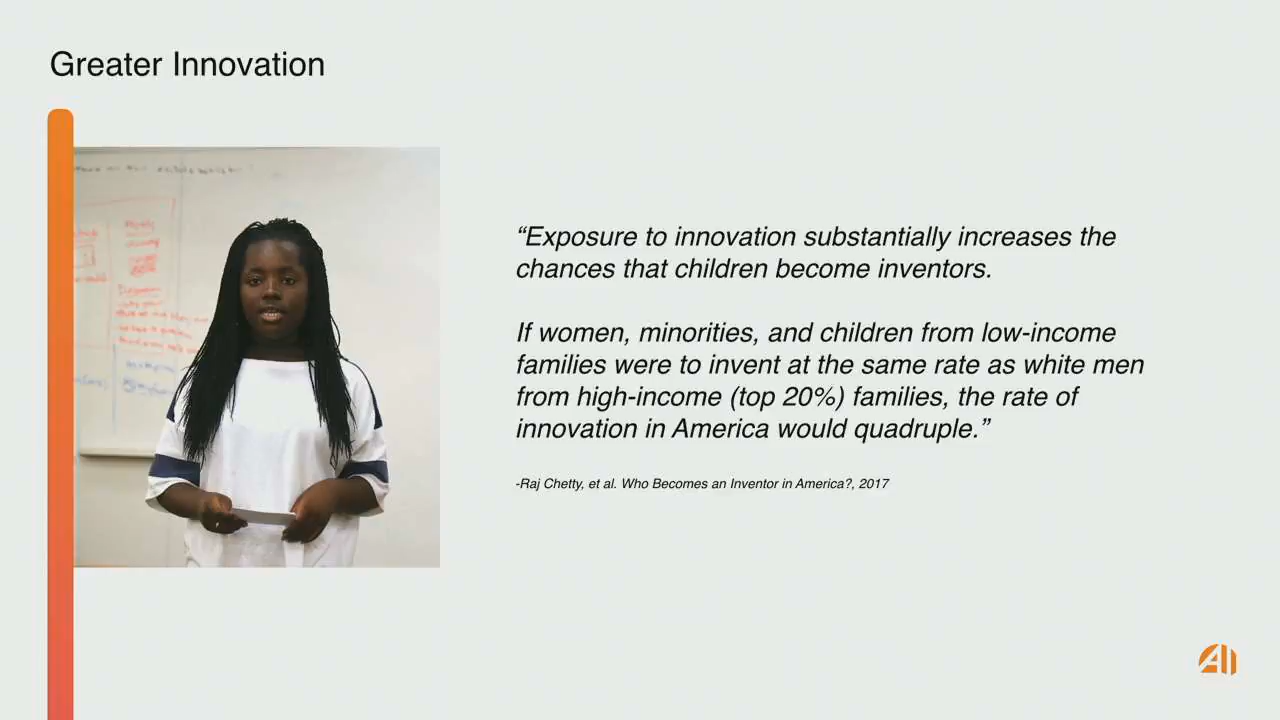 Greater Innovation
“Exposure to innovation substantially increases the
chances that children become inventors.
If women, minorities, and children from low-income
families were to invent at the same rate as white men
from high-income (top 20%) families, the rate of
innovation in America would quadruple.”
-Raj Chetty, et al. Who Becomes an Inventor in America?, 2017